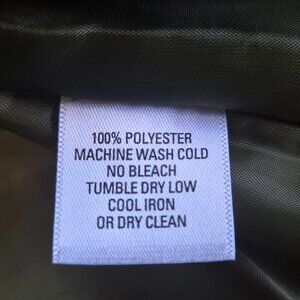 100% POLYESTER
MACHINE WASH COLD
NO BLEACH
TUMBLE DRY LOW
COOL IRON
OR DRY CLEAN